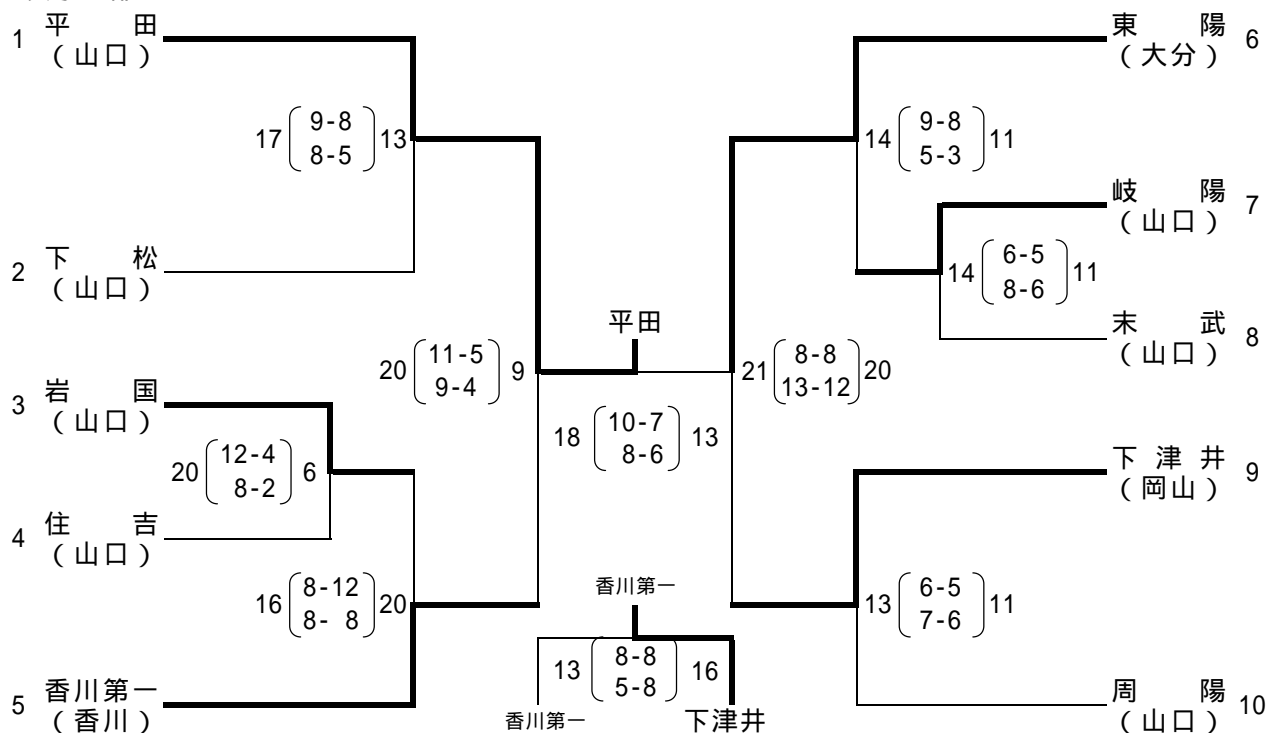 1 平田
(山口)
17 9-8 13
8-5
2 下松
(山口)
20 11-5 9
9-4
3 岩国
(山口)
20 12-4 6
8-2
4 住吉
(山口)
16 8-12 20
8- 8
5 香川第一
(香川)
平田
18 10-7 13
8-6
香川第一
13 8-8 16
5-8
香川第一 下津井
東陽 6
(大分)
14 9-8 11
5-3
岐陽 7
(山口)
14 6-5 11
8-6
末武 8
(山口)
21 8-8 20
13-12
下津井 9
(岡山)
13 6-5 11
7-6
周陽 10
(山口)